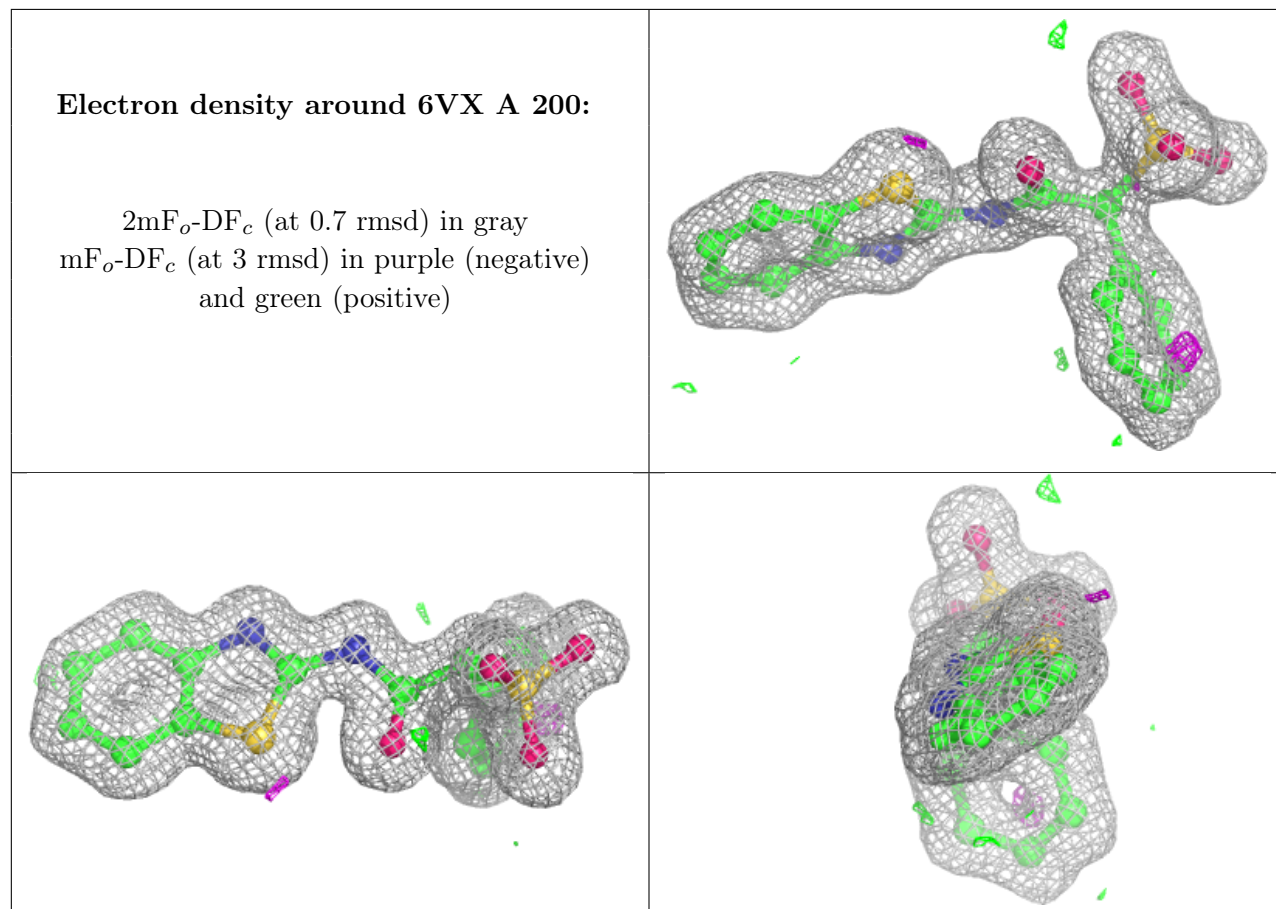 Electron density around 6VX A 200:
2mFo-DFc (at 0.7 rmsd) in gray
mFo-DFc (at 3 rmsd) in purple (negative)
and green (positive)